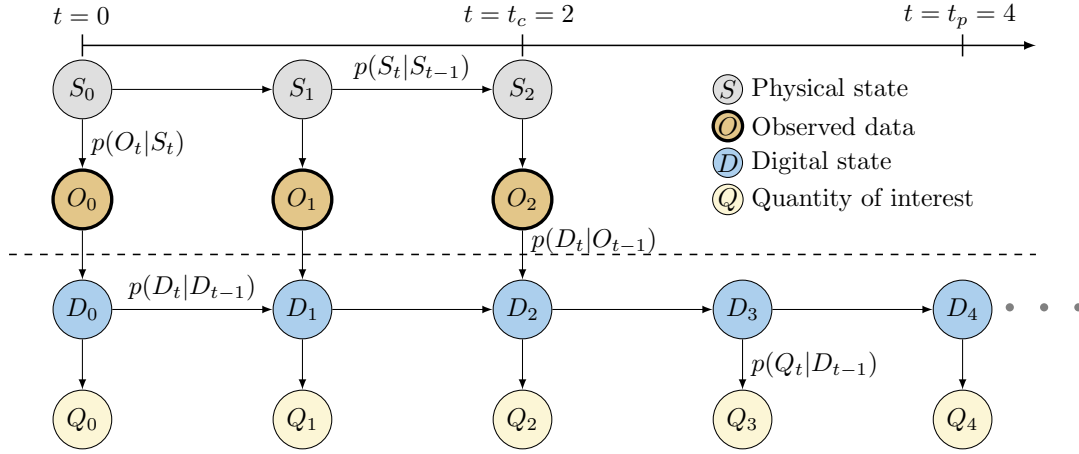 t = 0
t = t_c = 2
t = t_p = 4
p(S_t|S_{t−1})
S_0
S_1
S_2
S Physical state
O Observed data
D Digital state
Q Quantity of interest
p(O_t|S_t)
O_0
O_1
O_2
p(D_t|O_{t−1})
p(D_t|D_{t−1})
D_0
D_1
D_2
D_3
D_4
p(Q_t|D_{t−1})
Q_0
Q_1
Q_2
Q_3
Q_4